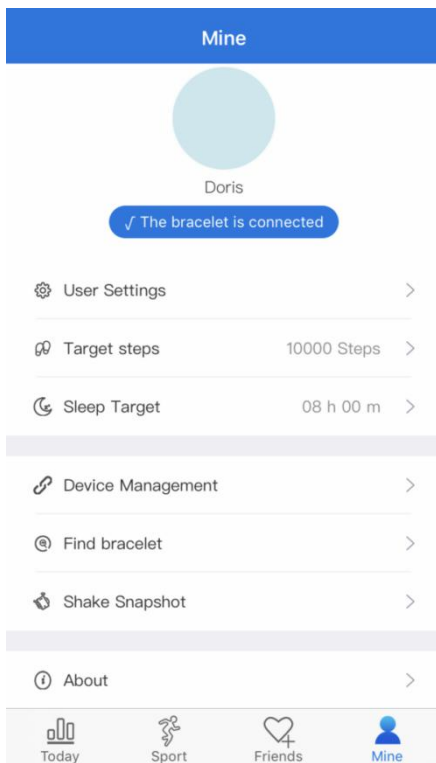 Mine
Doris
√ The bracelet is connected
User Settings
Target steps 10000 Steps
Sleep Target 08 h 00 m
Device Management
Find bracelet
Shake Snapshot
About
Today Sport Friends Mine